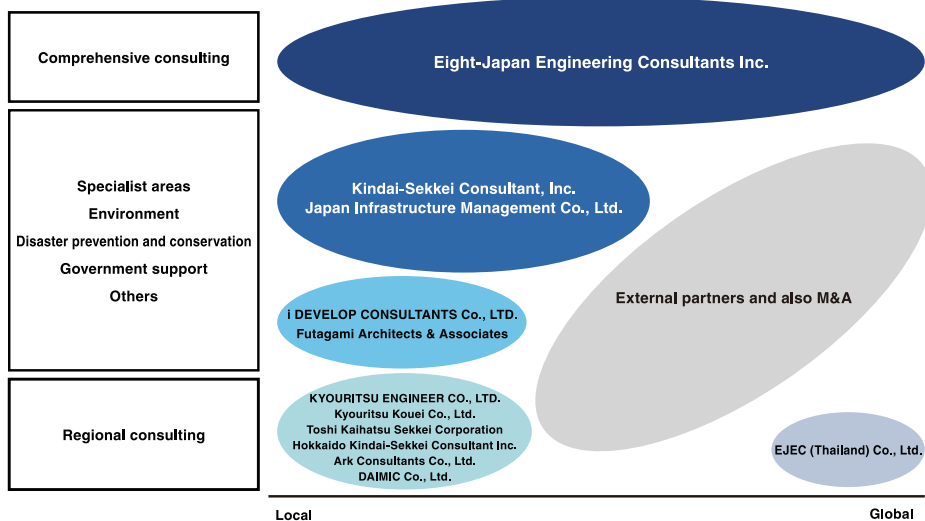 Comprehensive consulting
Eight-Japan Engineering Consultants Inc.
Specialist areas
Environment
Disaster prevention and conservation
Government support
Others
Kindai-Sekkei Consultant, Inc.
Japan Infrastructure Management Co., Ltd.
External partners and also M&A
i DEVELOP CONSULTANTS Co., LTD.
Futagami Architects & Associates
Regional consulting
KYOURITSU ENGINEER CO., LTD.
Kyouritsu Kouei Co., Ltd.
Toshi Kaihatsu Sekkei Corporation
Hokkaido Kindai-Sekkei Consultant Inc.
Ark Consultants Co., Ltd.
DAIMIC Co., Ltd.
EJEC (Thailand) Co., Ltd.
Local
Global